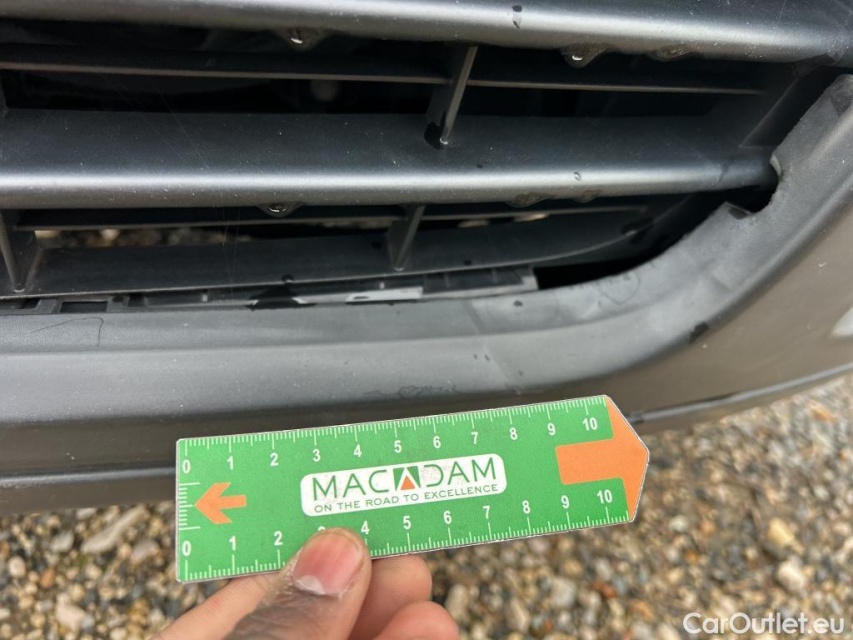 0 1 2 3 4 5 6 7 8 9 10
MACADAM
ON THE ROAD TO EXCELLENCE
0 1 2 3 4 5 6 7 8 9 10
CarOutlet.eu